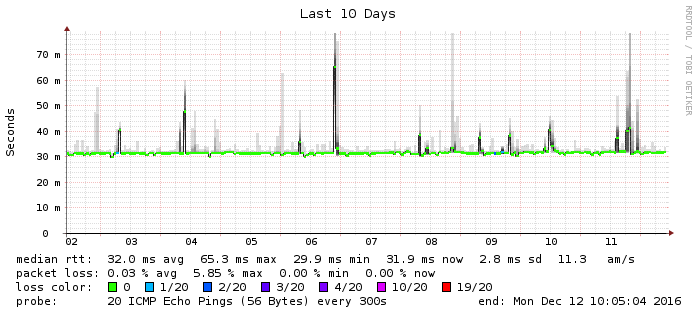 Last 10 Days
RRDTOOL / TOBI OETIKER
Seconds
70 m
60 m
50 m
40 m
30 m
20 m
10 m
0
02 03 04 05 06 07 08 09 10 11
median rtt: 32.0 ms avg 65.3 ms max 29.9 ms min 31.9 ms now 2.8 ms sd 11.3 am/s
packet loss: 0.03 % avg 5.85 % max 0.00 % min 0.00 % now
loss color: 0 1/20 2/20 3/20 4/20 10/20 19/20
probe: 20 ICMP Echo Pings (56 Bytes) every 300s end: Mon Dec 12 10:05:04 2016